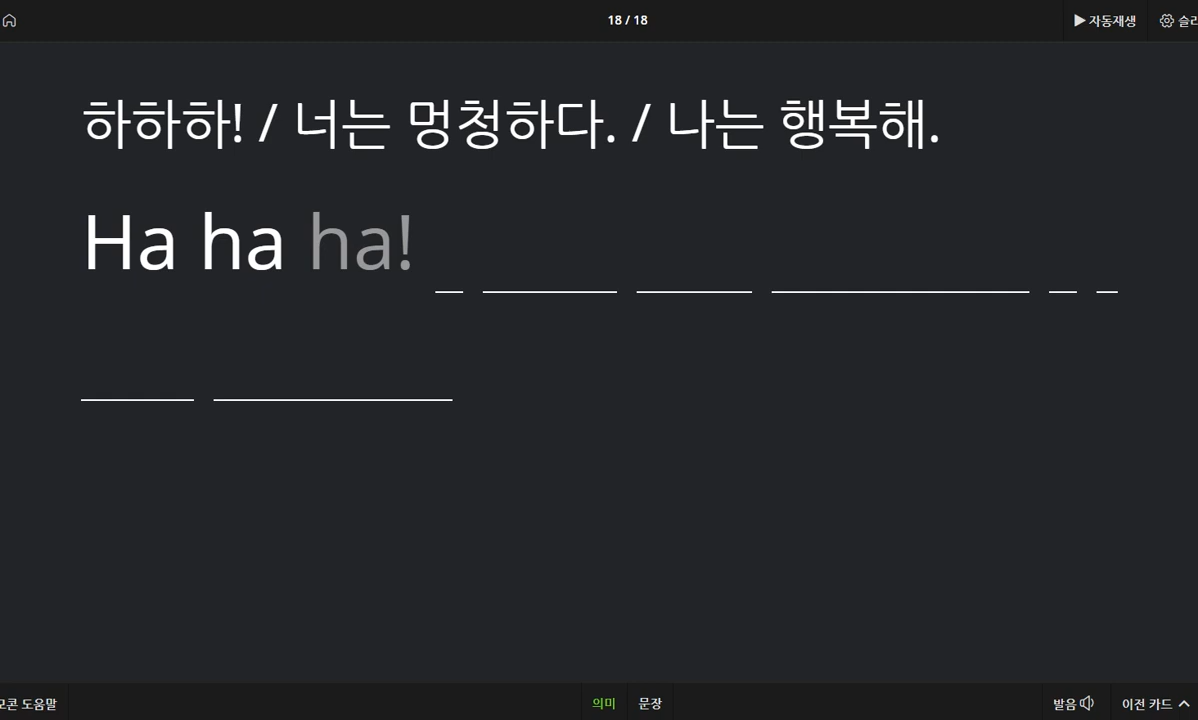 18 / 18
▶ 자동재생
하하하! / 너는 멍청하다. / 나는 행복해.
Ha ha ha!
도움말
의미
문장
발음
이전 카드